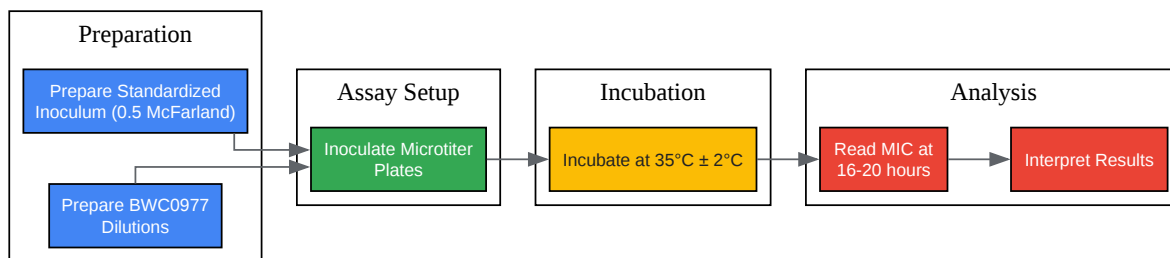 Preparation
Prepare Standardized
Inoculum (0.5 McFarland)
Prepare BWC0977
Dilutions
Assay Setup
Inoculate Microtiter
Plates
Incubation
Incubate at 35°C ± 2°C
Analysis
Read MIC at
16-20 hours
Interpret Results